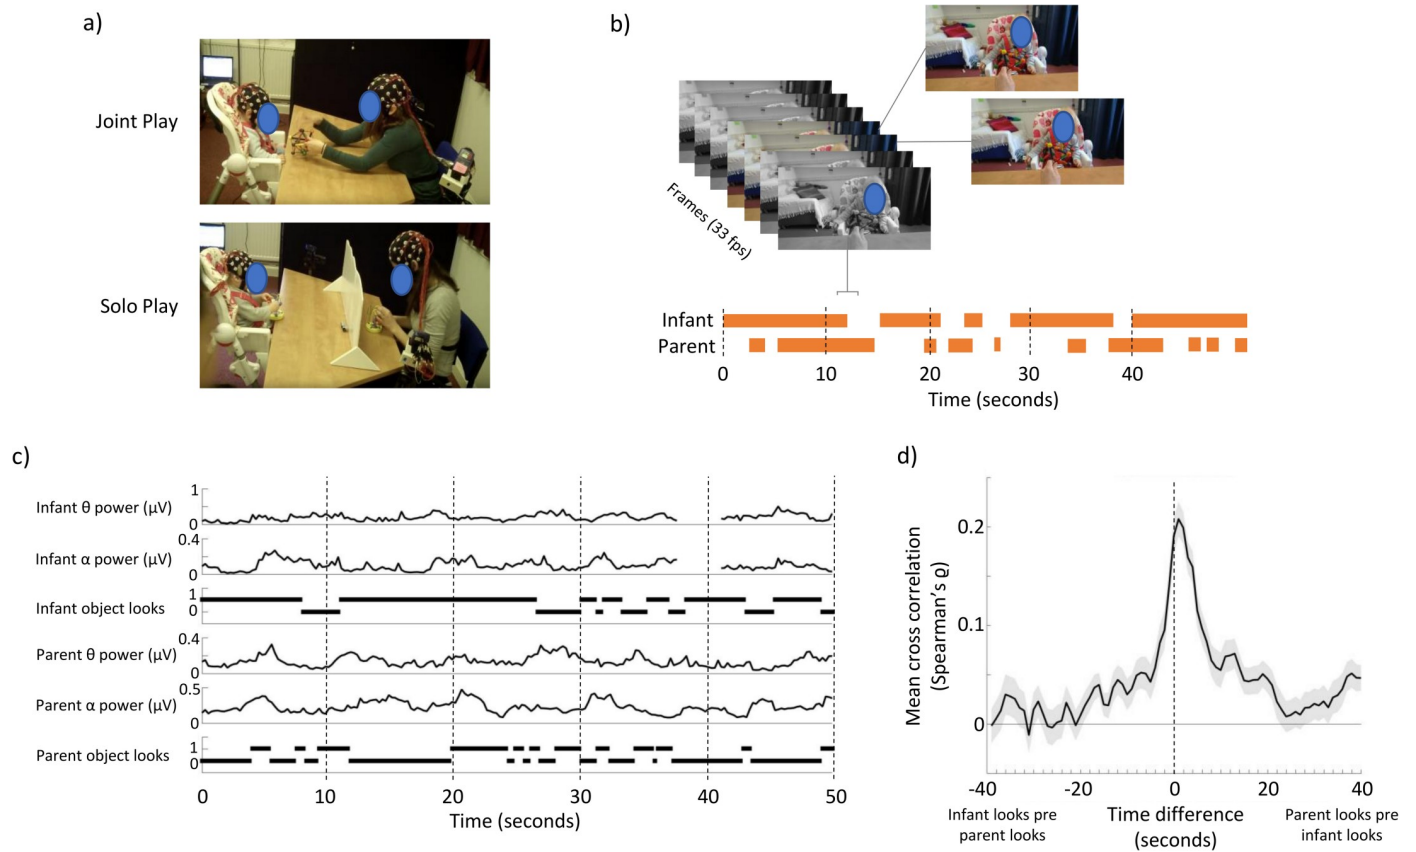 a)
Joint Play
Solo Play
b)
Frames (33 fps)
Infant
Parent
0 10 20 30 40
Time (seconds)
c)
Infant θ power (μV)
1
0
Infant α power (μV)
0.4
0
Infant object looks
1
0
Parent θ power (μV)
0.4
0
Parent α power (μV)
0.5
0
Parent object looks
1
0
0 10 20 30 40 50
Time (seconds)
d)
Mean cross correlation
(Spearman's ϱ)
0.2
0.1
0
-40 -20 0 20 40
Infant looks pre
parent looks
Time difference
(seconds)
Parent looks pre
infant looks